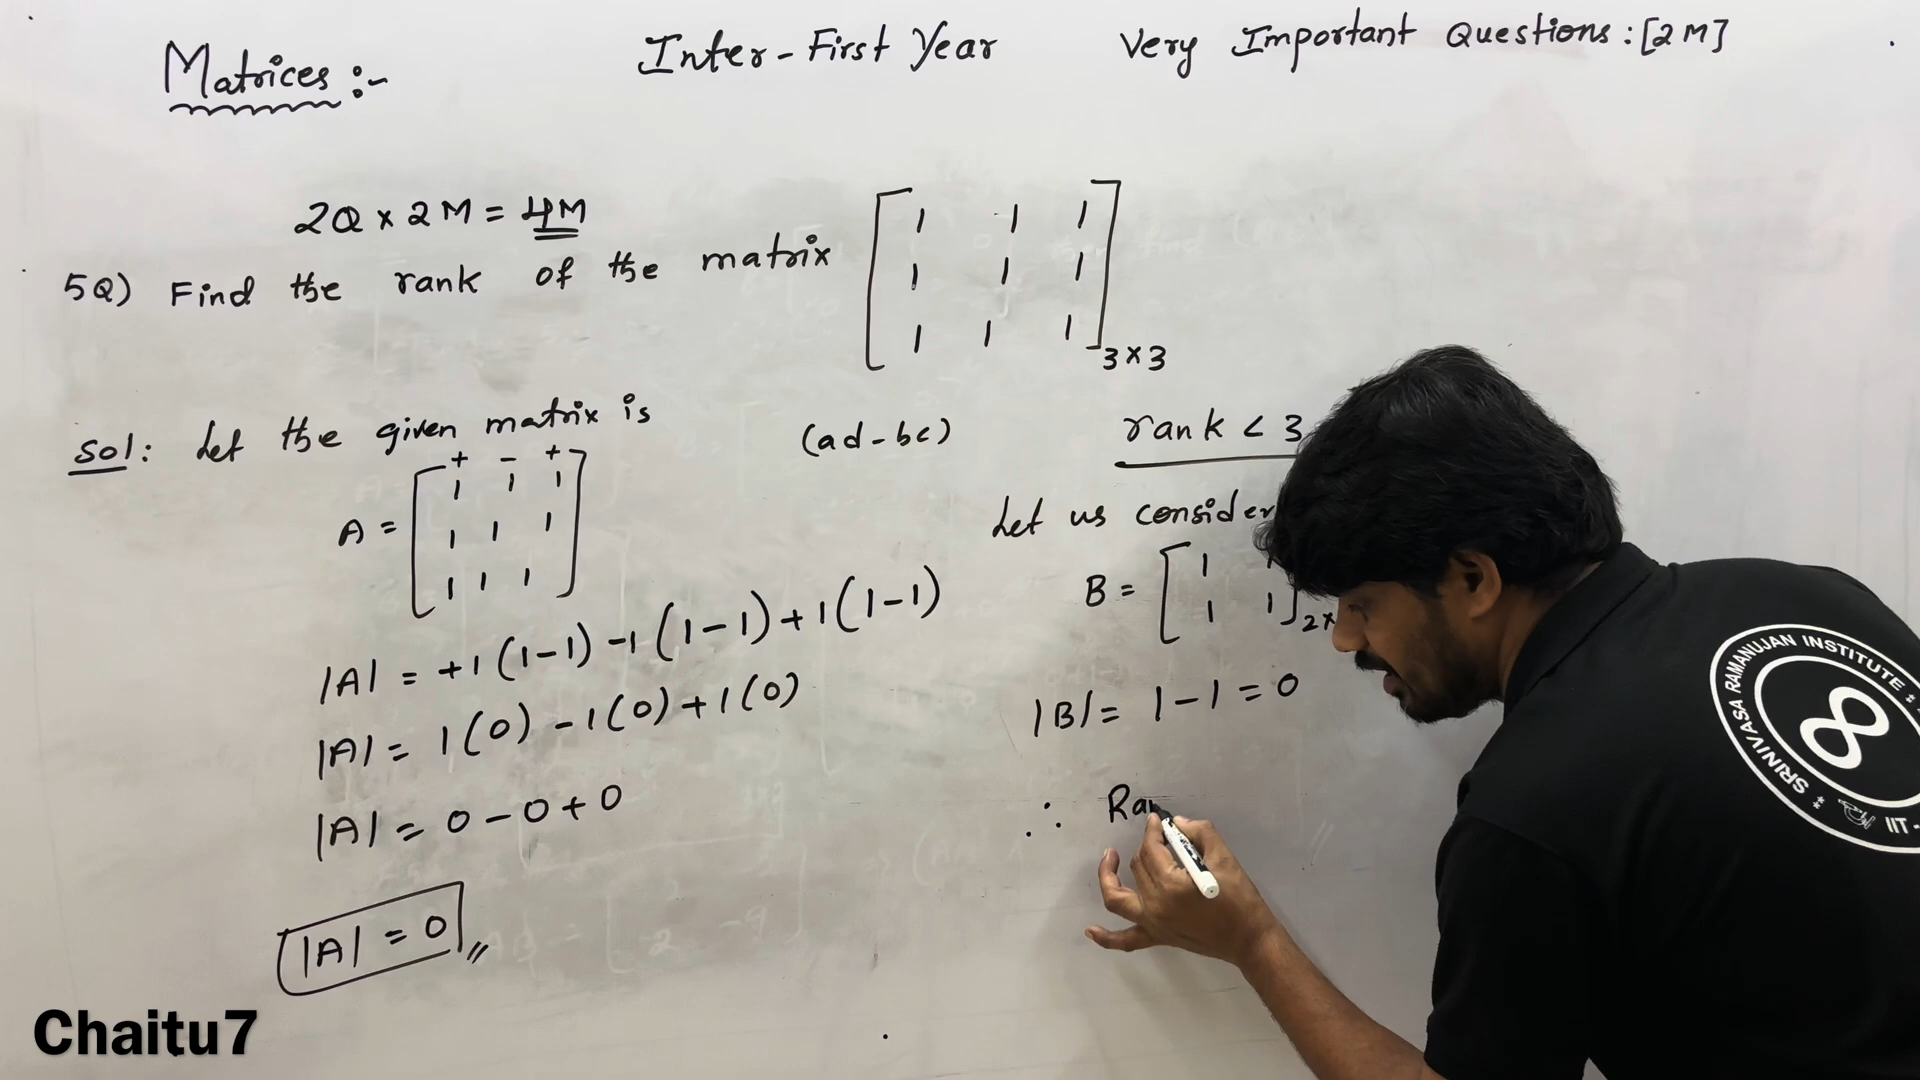 Matrices :-
Inter-First Year
Very Important Questions : [2M]
2Q × 2M = 4M
5Q) Find the rank of the matrix
1 1 1
1 1 1
1 1 1
3×3
Sol: Let the given matrix is
+ - +
1 1 1
A = 1 1 1
1 1 1
|A| = +1(1-1) -1(1-1) +1(1-1)
|A| = 1(0) -1(0) +1(0)
|A| = 0-0+0
|A| = 0
(ad-bc)
rank < 3
Let us consider
B =
1
1 1
2×
|B| = 1-1 = 0
∴ Ra
SRINIVASA RAMANUJAN INSTITUTE
IIT-
Chaitu7